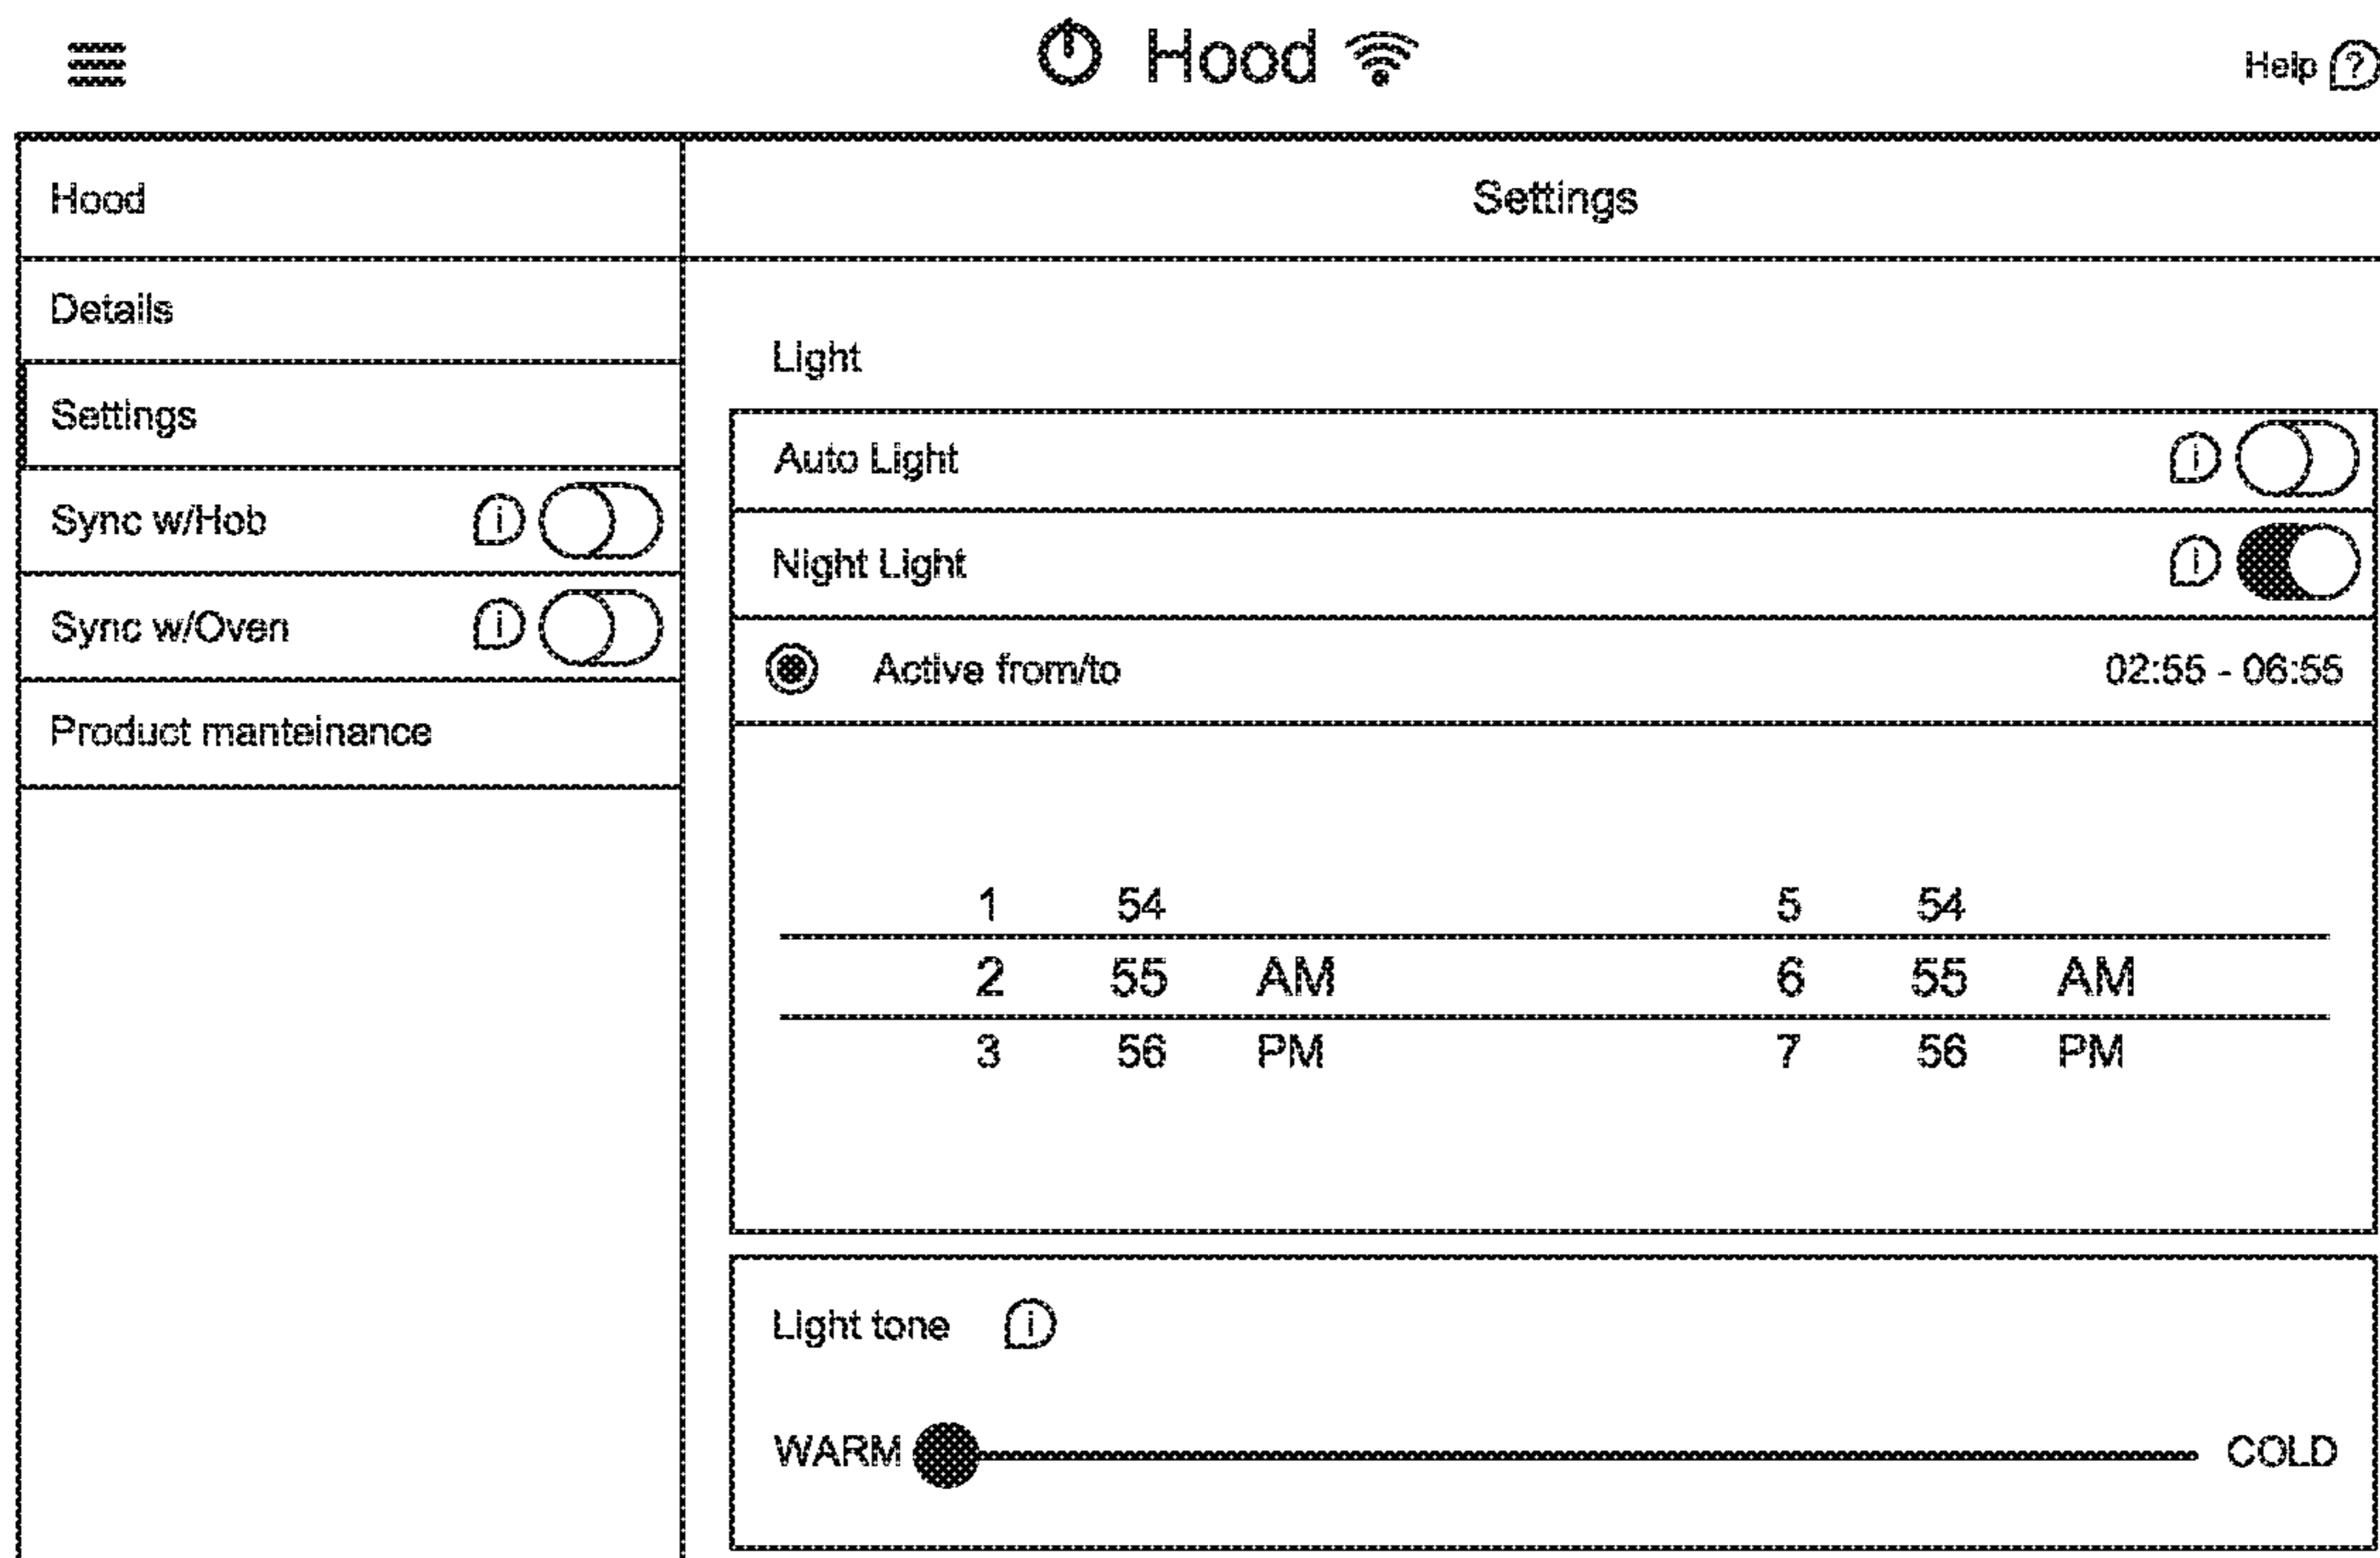 Hood
Help ?
Hood
Details
Settings
Sync w/Hob i
Sync w/Oven i
Product manteinance
Settings
Light
Auto Light i
Night Light i
Active from/to 02:55 - 06:55
1 54 5 54
2 55 AM 6 55 AM
3 56 PM 7 56 PM
Light tone i
WARM COLD